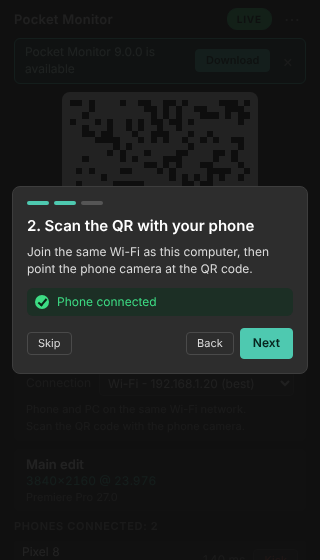 Pocket Monitor
LIVE
Pocket Monitor 9.0.0 is
available
Download
2. Scan the QR with your phone
Join the same Wi-Fi as this computer, then
point the phone camera at the QR code.
Phone connected
Skip
Back
Next
Connection
Wi-Fi - 192.168.1.20 (best)
Phone and PC on the same Wi-Fi network.
Scan the QR code with the phone camera.
Main edit
3840×2160 @ 23.976
Premiere Pro 27.0
PHONES CONNECTED: 2
Pixel 8
140 ms